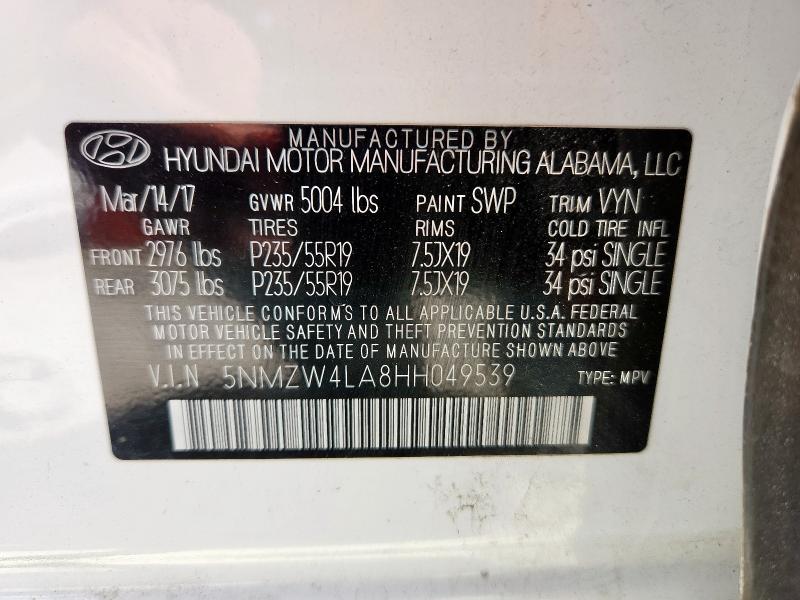 MANUFACTURED BY
HYUNDAI MOTOR MANUFACTURING ALABAMA, LLC
Mar/14/17 GVWR 5004 lbs PAINT SWP TRIM VYN
GAWR TIRES RIMS COLD TIRE INFL
FRONT 2976 lbs P235/55R19 7.5JX19 34 psi SINGLE
REAR 3075 lbs P235/55R19 7.5JX19 34 psi SINGLE
THIS VEHICLE CONFORMS TO ALL APPLICABLE U.S.A. FEDERAL
MOTOR VEHICLE SAFETY AND THEFT PREVENTION STANDARDS
IN EFFECT ON THE DATE OF MANUFACTURE SHOWN ABOVE.
V.I.N 5NMZW4LA8HH049539 TYPE: MPV